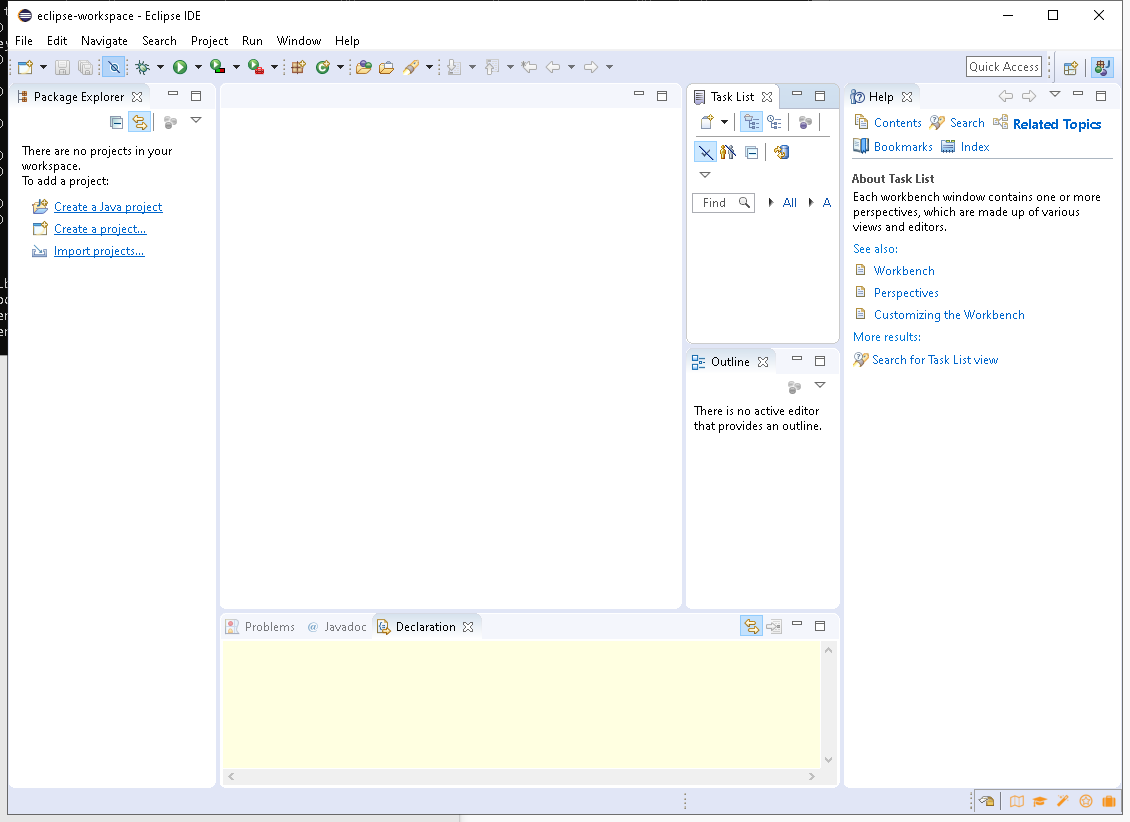 eclipse-workspace - Eclipse IDE
File Edit Navigate Search Project Run Window Help
Quick Access
Package Explorer
There are no projects in your
workspace.
To add a project:
Create a Java project
Create a project...
Import projects...
Task List
Find All A
Outline
There is no active editor
that provides an outline.
Problems @ Javadoc Declaration
Help
Contents Search Related Topics
Bookmarks Index
About Task List
Each workbench window contains one or more
perspectives, which are made up of various
views and editors.
See also:
Workbench
Perspectives
Customizing the Workbench
More results:
Search for Task List view